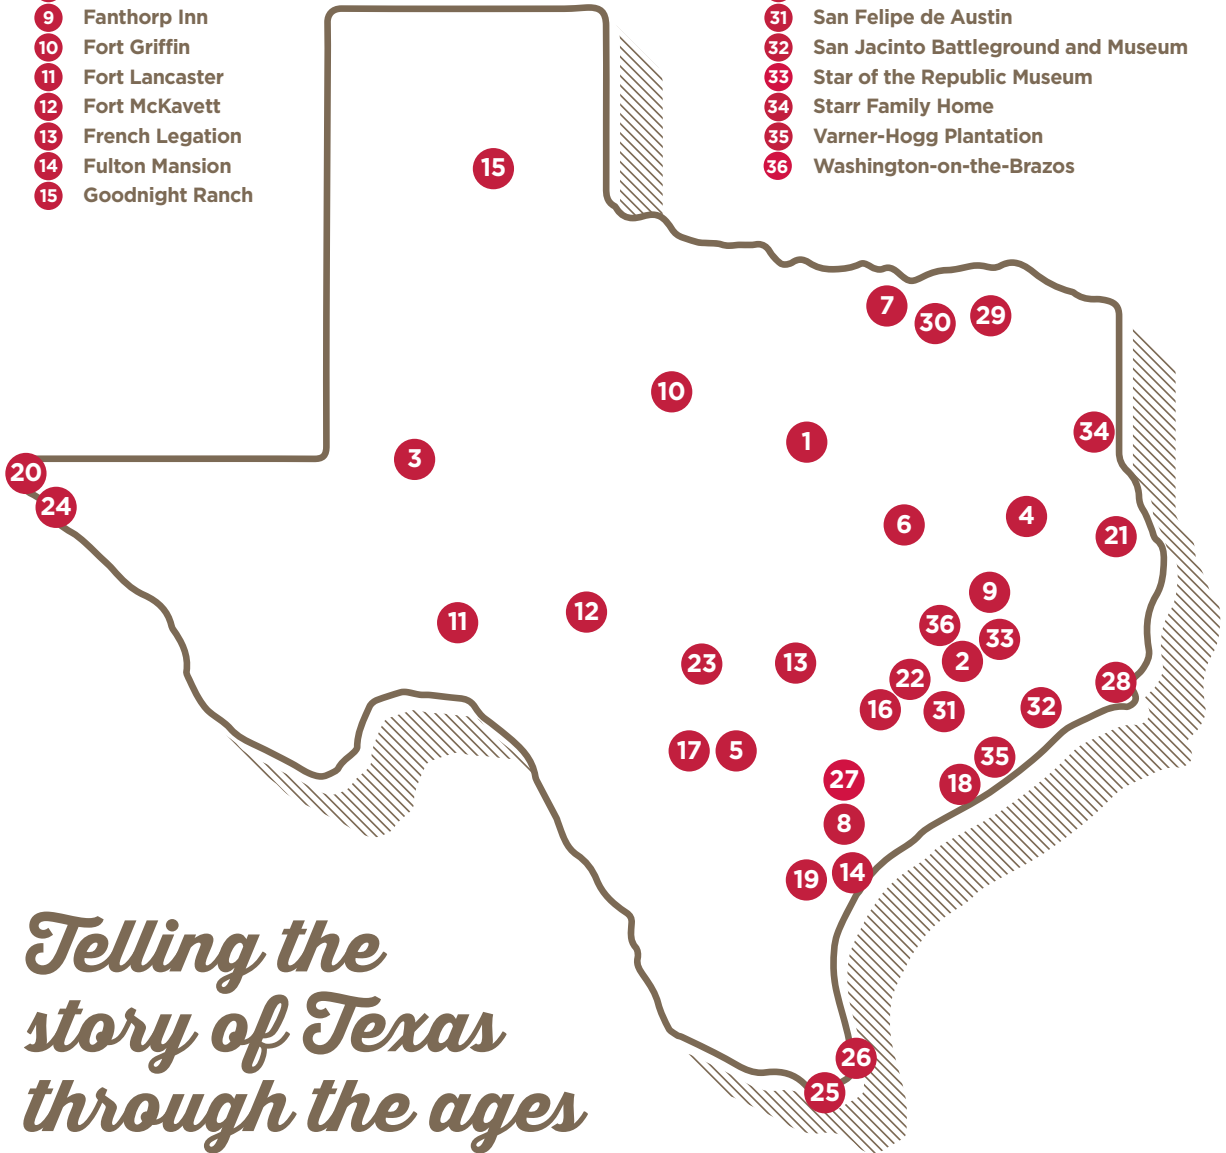 9 Fanthorp Inn
10 Fort Griffin
11 Fort Lancaster
12 Fort McKavett
13 French Legation
14 Fulton Mansion
15 Goodnight Ranch
31 San Felipe de Austin
32 San Jacinto Battleground and Museum
33 Star of the Republic Museum
34 Starr Family Home
35 Varner-Hogg Plantation
36 Washington-on-the-Brazos
15
7
30
29
10
1
34
3
20
24
6
4
21
9
11
12
36
33
23
13
2
22
28
16
31
32
17
5
35
27
18
8
19
14
26
25
Telling the
story of Texas
through the ages